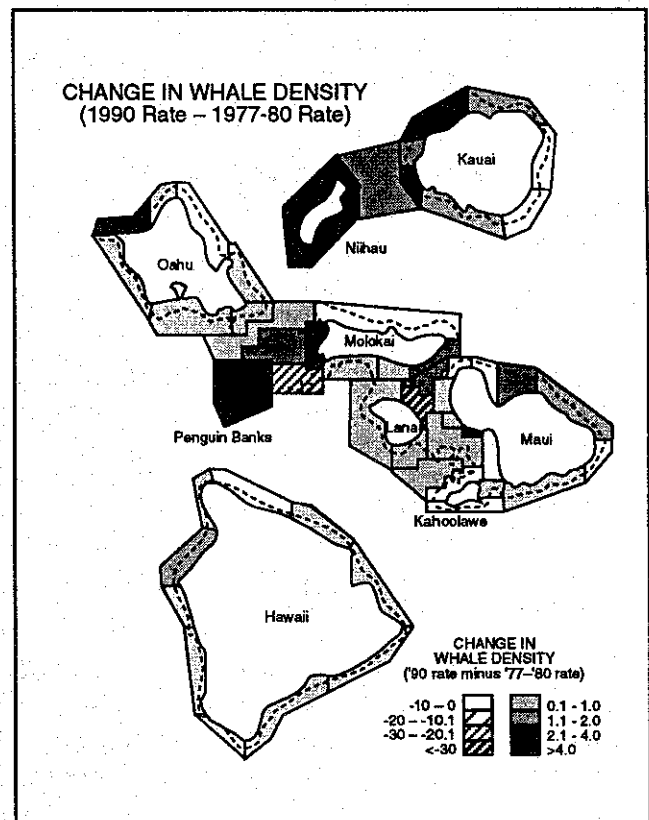 CHANGE IN WHALE DENSITY
(1990 Rate – 1977-80 Rate)
Kauai
Niihau
Oahu
Molokai
Lanai
Maui
Penguin Banks
Kahoolawe
Hawaii
CHANGE IN
WHALE DENSITY
('90 rate minus '77–'80 rate)
-10 – 0
0.1 - 1.0
-20 – -10.1
1.1 - 2.0
-30 – -20.1
2.1 - 4.0
<-30
>4.0